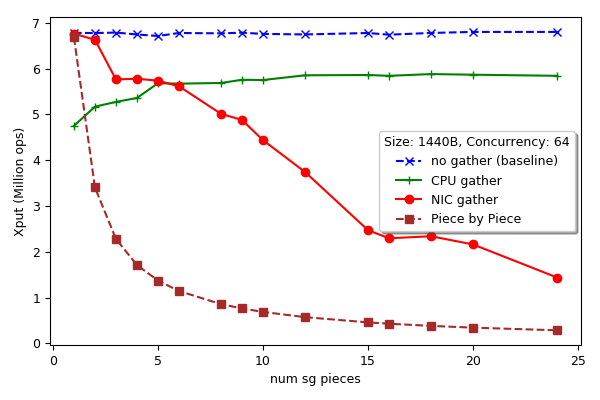 7
6
5
4
3
2
1
0
Xput (Million ops)
Size: 1440B, Concurrency: 64
no gather (baseline)
CPU gather
NIC gather
Piece by Piece
0 5 10 15 20 25
num sg pieces